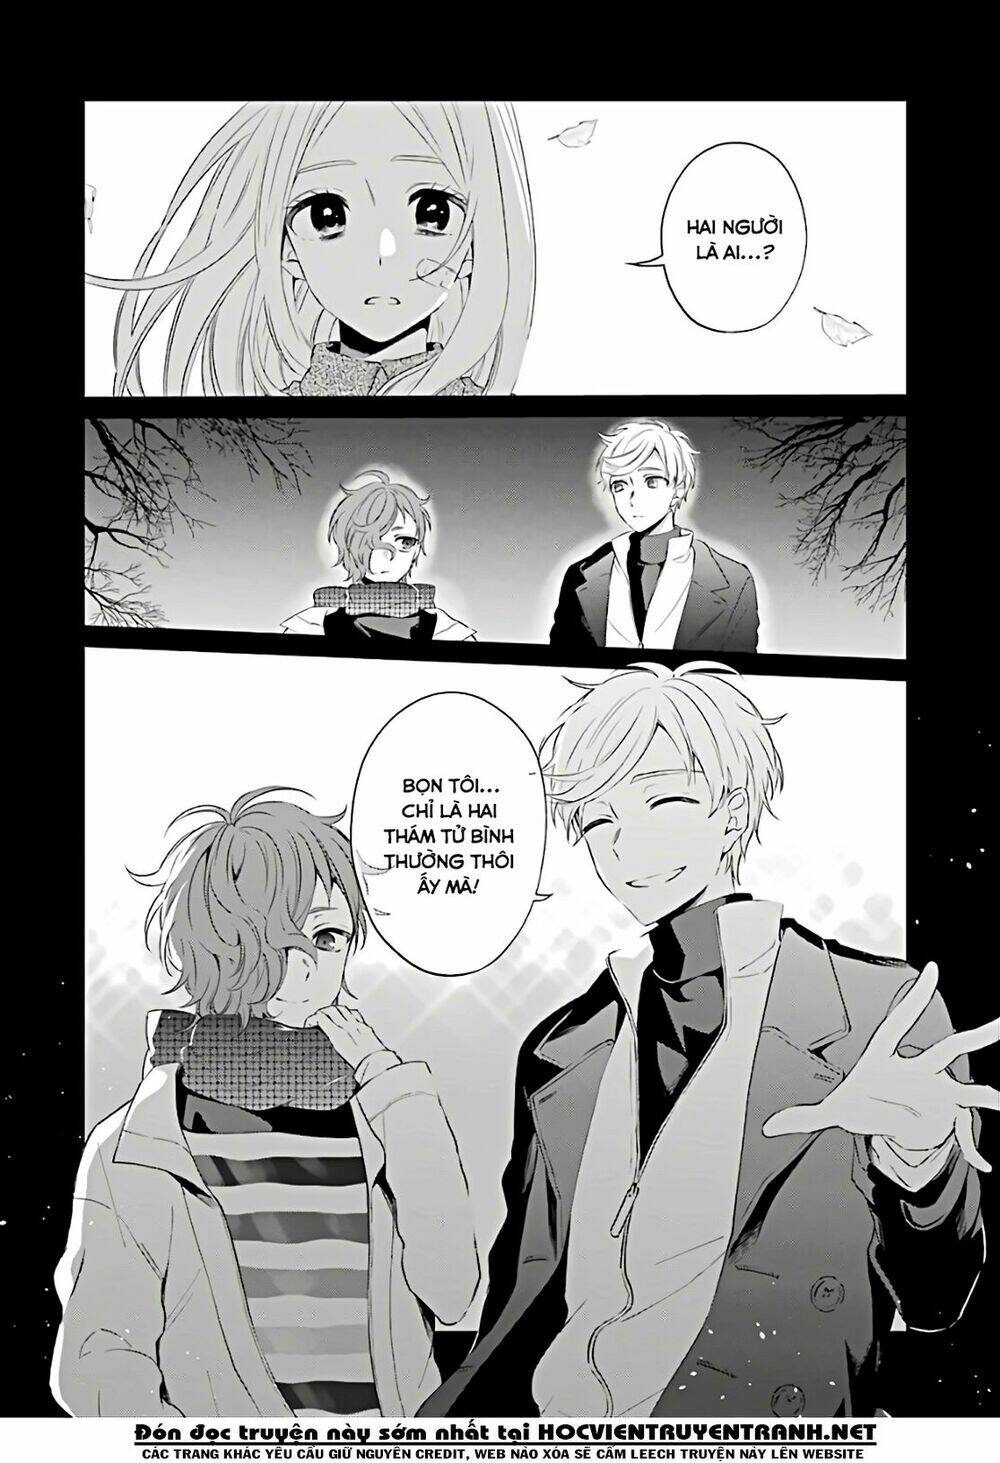 HAI NGƯỜI
LÀ AI...?
BỌN TÔI...
CHỈ LÀ HAI
THÁM TỬ BÌNH
THƯỜNG THÔI
ẤY MÀ!
Đón đọc truyện này sớm nhất tại HOCVIENTRUYENTRANH.NET
CÁC TRANG KHÁC YÊU CẦU GIỮ NGUYÊN CREDIT, WEB NÀO XÓA SẼ CẤM LEECH TRUYỆN NÀY LÊN WEBSITE